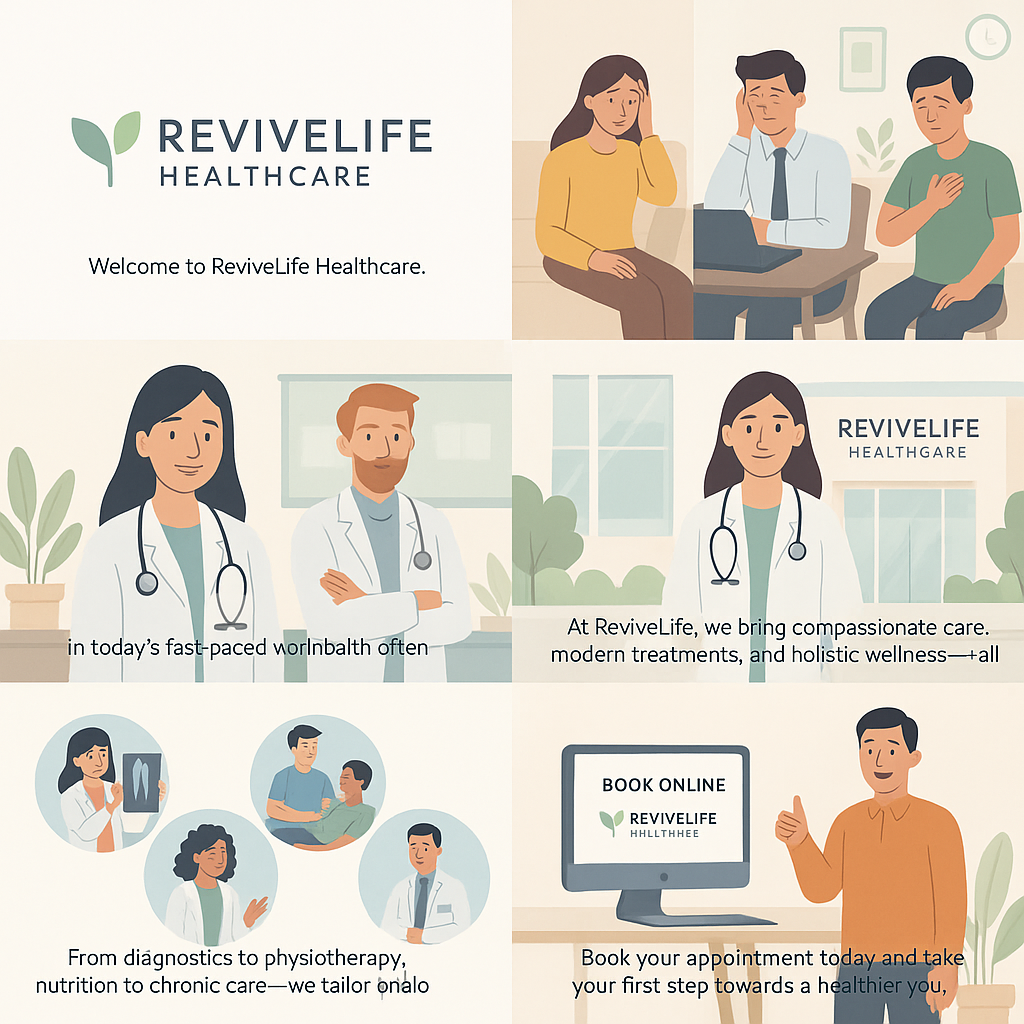 REVIVELIFE
HEALTHCARE
Welcome to ReviveLife Healthcare.
in today's fast-paced worlnbalth often
REVIVELIFE
HEALTHGARE
At ReviveLife, we bring compassionate care.
modern treatments, and holistic wellness—+all
From diagnostics to physiotherapy,
nutrition to chronic care—we tailor
BOOK ONLINE
REVIVELIFE
HHLLTHHEE
Book your appointment today and take
your first step towards a healthier you,